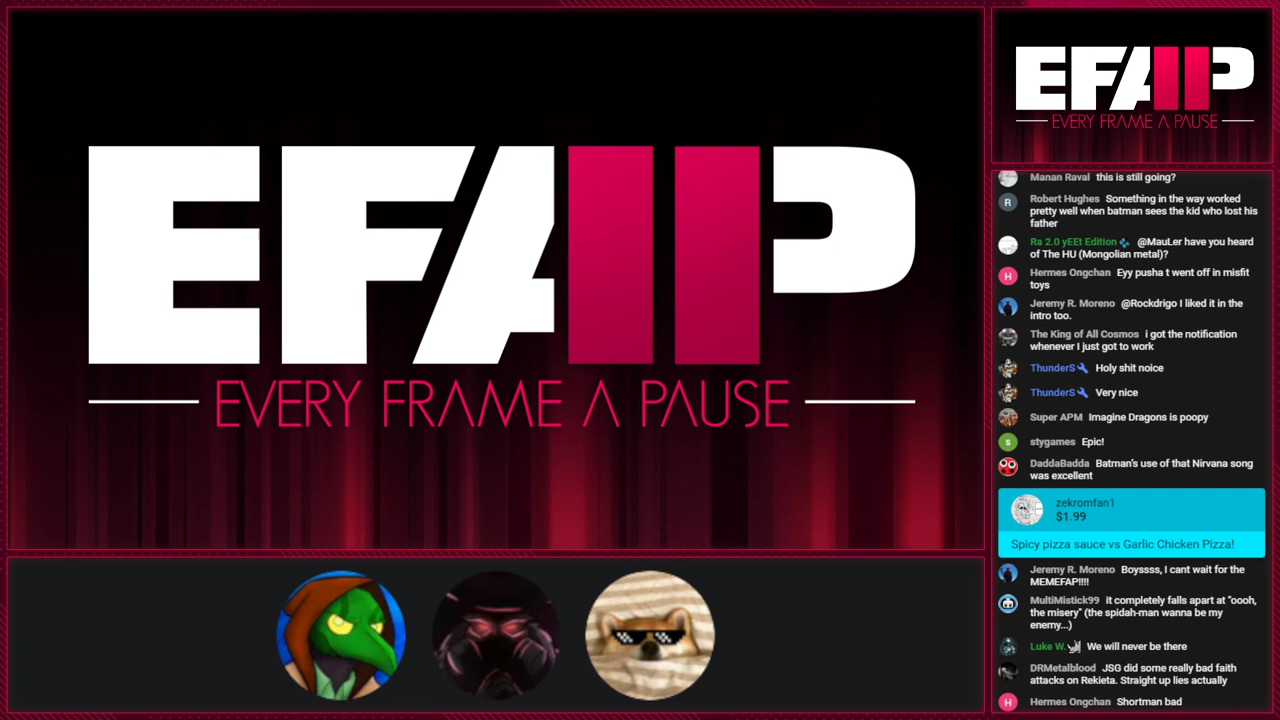 EFAP
EVERY FRAME A PAUSE
EFAP
EVERY FRAME A PAUSE
Manan Raval this is still going?
R
Robert Hughes Something in the way worked
pretty well when batman sees the kid who lost his
father
Ra 2.0 yEEt Edition @MauLer have you heard
of The HU (Mongolian metal)?
H
Hermes Ongchan Eyy pusha t went off in misfit
toys
Jeremy R. Moreno @Rockdrigo I liked it in the
intro too.
The King of All Cosmos i got the notification
whenever I just got to work
ThunderS Holy shit noice
ThunderS Very nice
Super APM Imagine Dragons is poopy
s
stygames Epic!
DaddaBadda Batman's use of that Nirvana song
was excellent
zekromfan1
$1.99
Spicy pizza sauce vs Garlic Chicken Pizza!
Jeremy R. Moreno Boyssss, I cant wait for the
MEMEFAP!!!!
MultiMistick99 it completely falls apart at "oooh,
the misery" (the spidah-man wanna be my
enemy...)
Luke W. We will never be there
DRMetalblood JSG did some really bad faith
attacks on Rekieta. Straight up lies actually
H
Hermes Ongchan Shortman bad